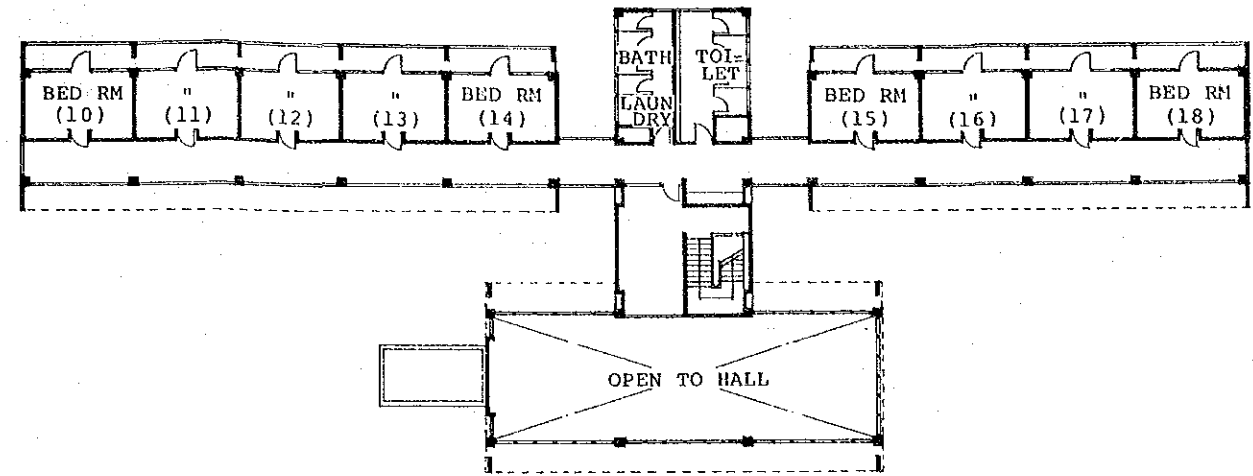 BATH
TOI-
LET
LAUN
DRY
BED RM
(10)
"
(11)
"
(12)
"
(13)
BED RM
(14)
BED RM
(15)
"
(16)
"
(17)
BED RM
(18)
OPEN TO HALL